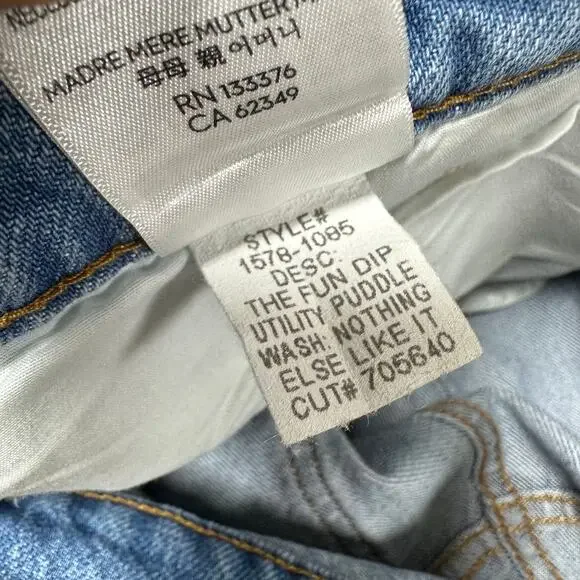 MADRE MERE MUTTER
母母 親 어머니
RN 133376
CA 62349
STYLE#
1578-1085
DESC:
THE FUN DIP
UTILITY PUDDLE
WASH: NOTHING
ELSE LIKE IT
CUT# 705640